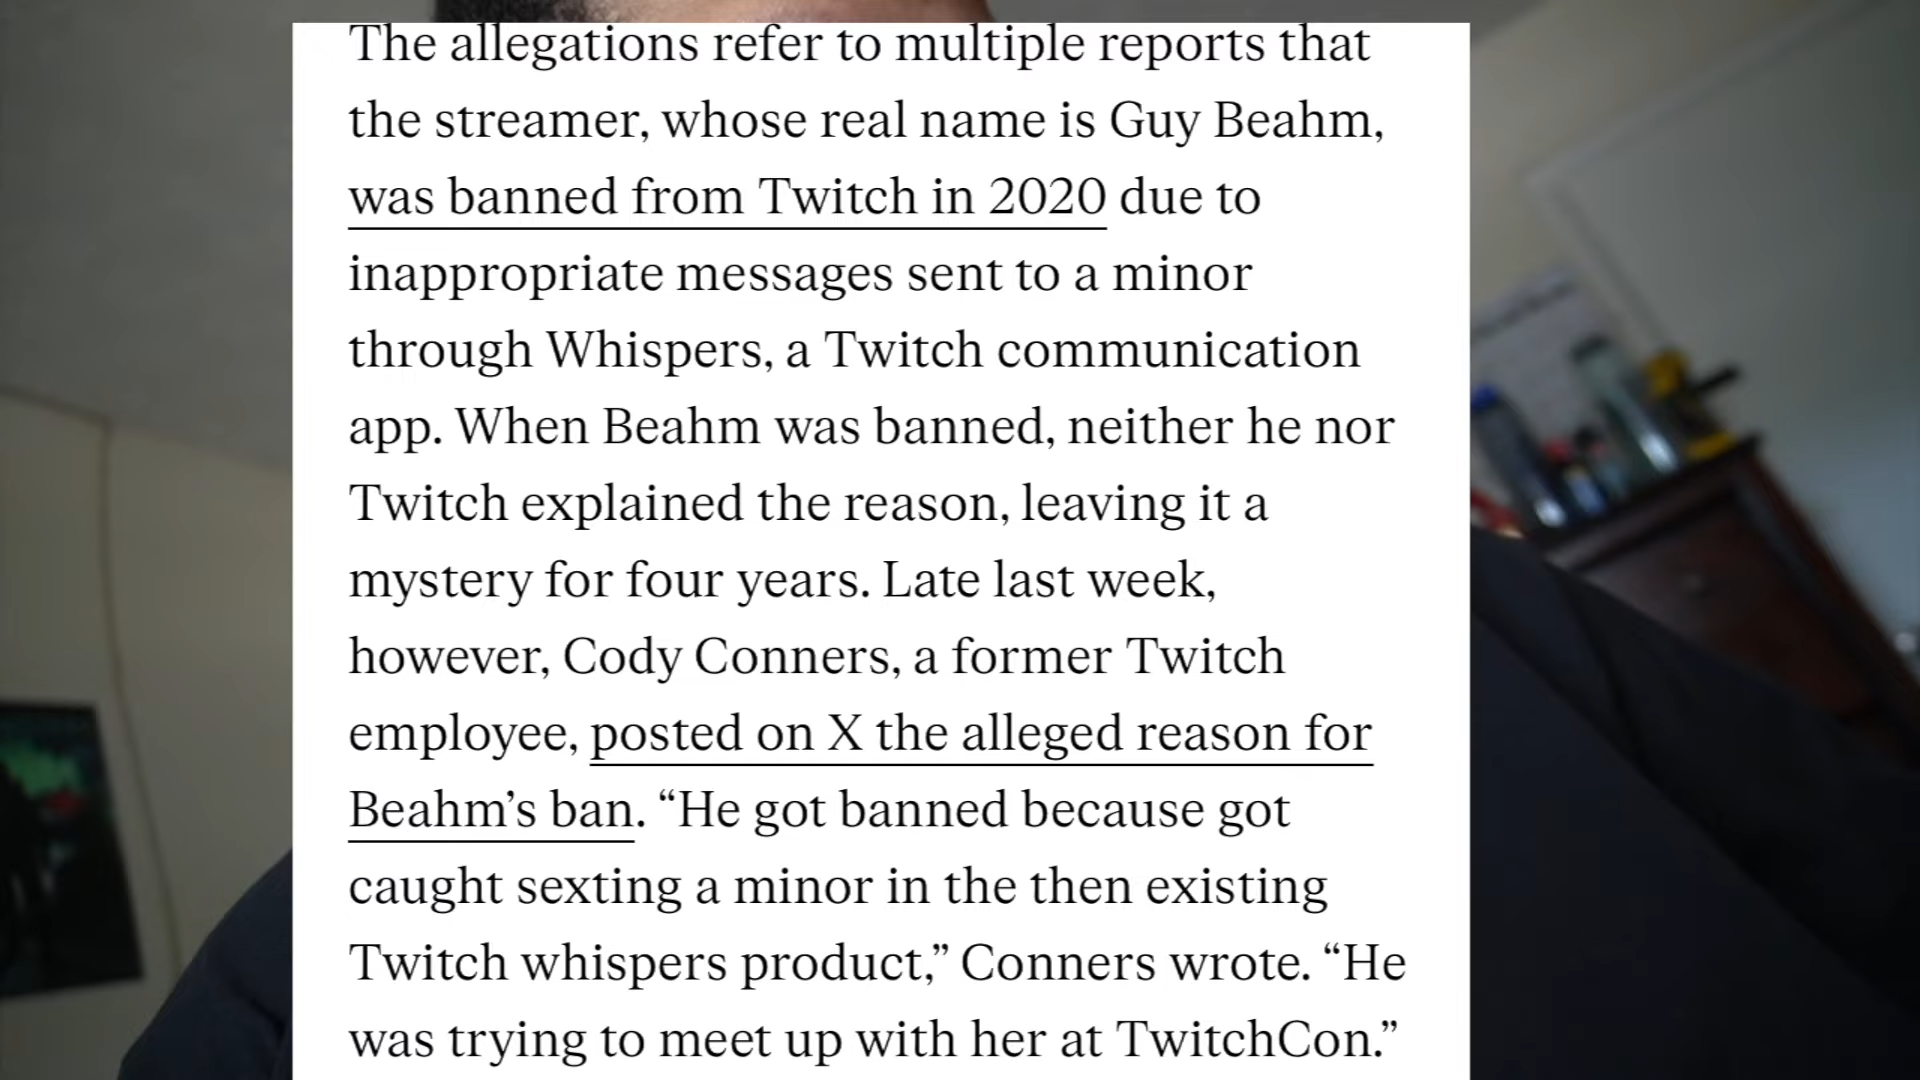 The allegations refer to multiple reports that
the streamer, whose real name is Guy Beahm,
was banned from Twitch in 2020 due to
inappropriate messages sent to a minor
through Whispers, a Twitch communication
app. When Beahm was banned, neither he nor
Twitch explained the reason, leaving it a
mystery for four years. Late last week,
however, Cody Conners, a former Twitch
employee, posted on X the alleged reason for
Beahm’s ban. “He got banned because got
caught sexting a minor in the then existing
Twitch whispers product,” Conners wrote. “He
was trying to meet up with her at TwitchCon.”